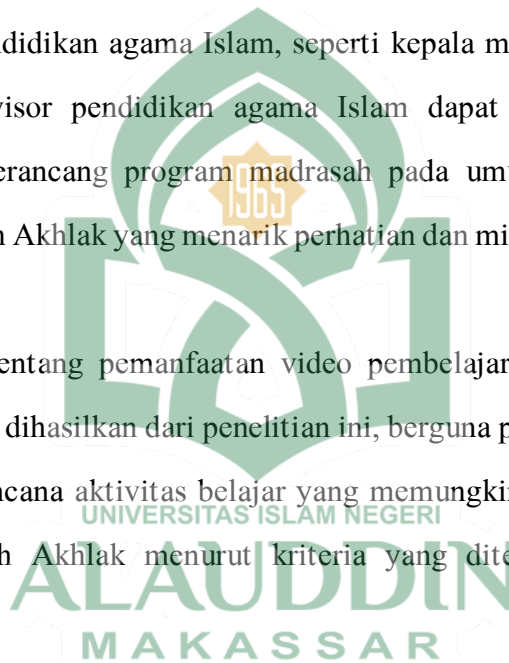 ndidikan agama Islam, seperti kepala m
visor pendidikan agama Islam dapat
erancang program madrasah pada um
1965
n Akhlak yang menarik perhatian dan mi
entang pemanfaatan video pembelajar
dihasilkan dari penelitian ini, berguna p
ncana aktivitas belajar yang memungki
UNIVERSITAS ISLAM NEGERI
h Akhlak menurut kriteria yang dite
ALAUDDIN
MAKASSAR